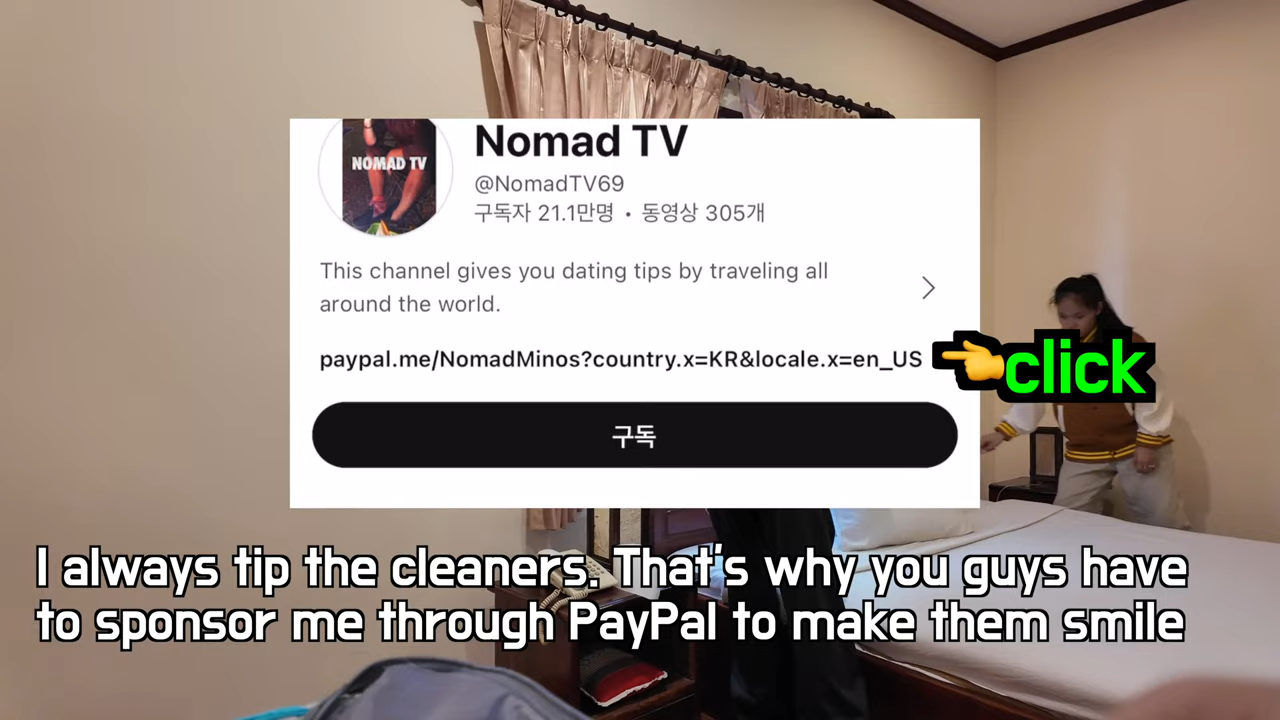 NOMAD TV
Nomad TV
@NomadTV69
구독자 21.1만명 • 동영상 305개
This channel gives you dating tips by traveling all
around the world.
paypal.me/NomadMinos?country.x=KR&locale.x=en_US
click
구독
I always tip the cleaners. That's why you guys have
to sponsor me through PayPal to make them smile